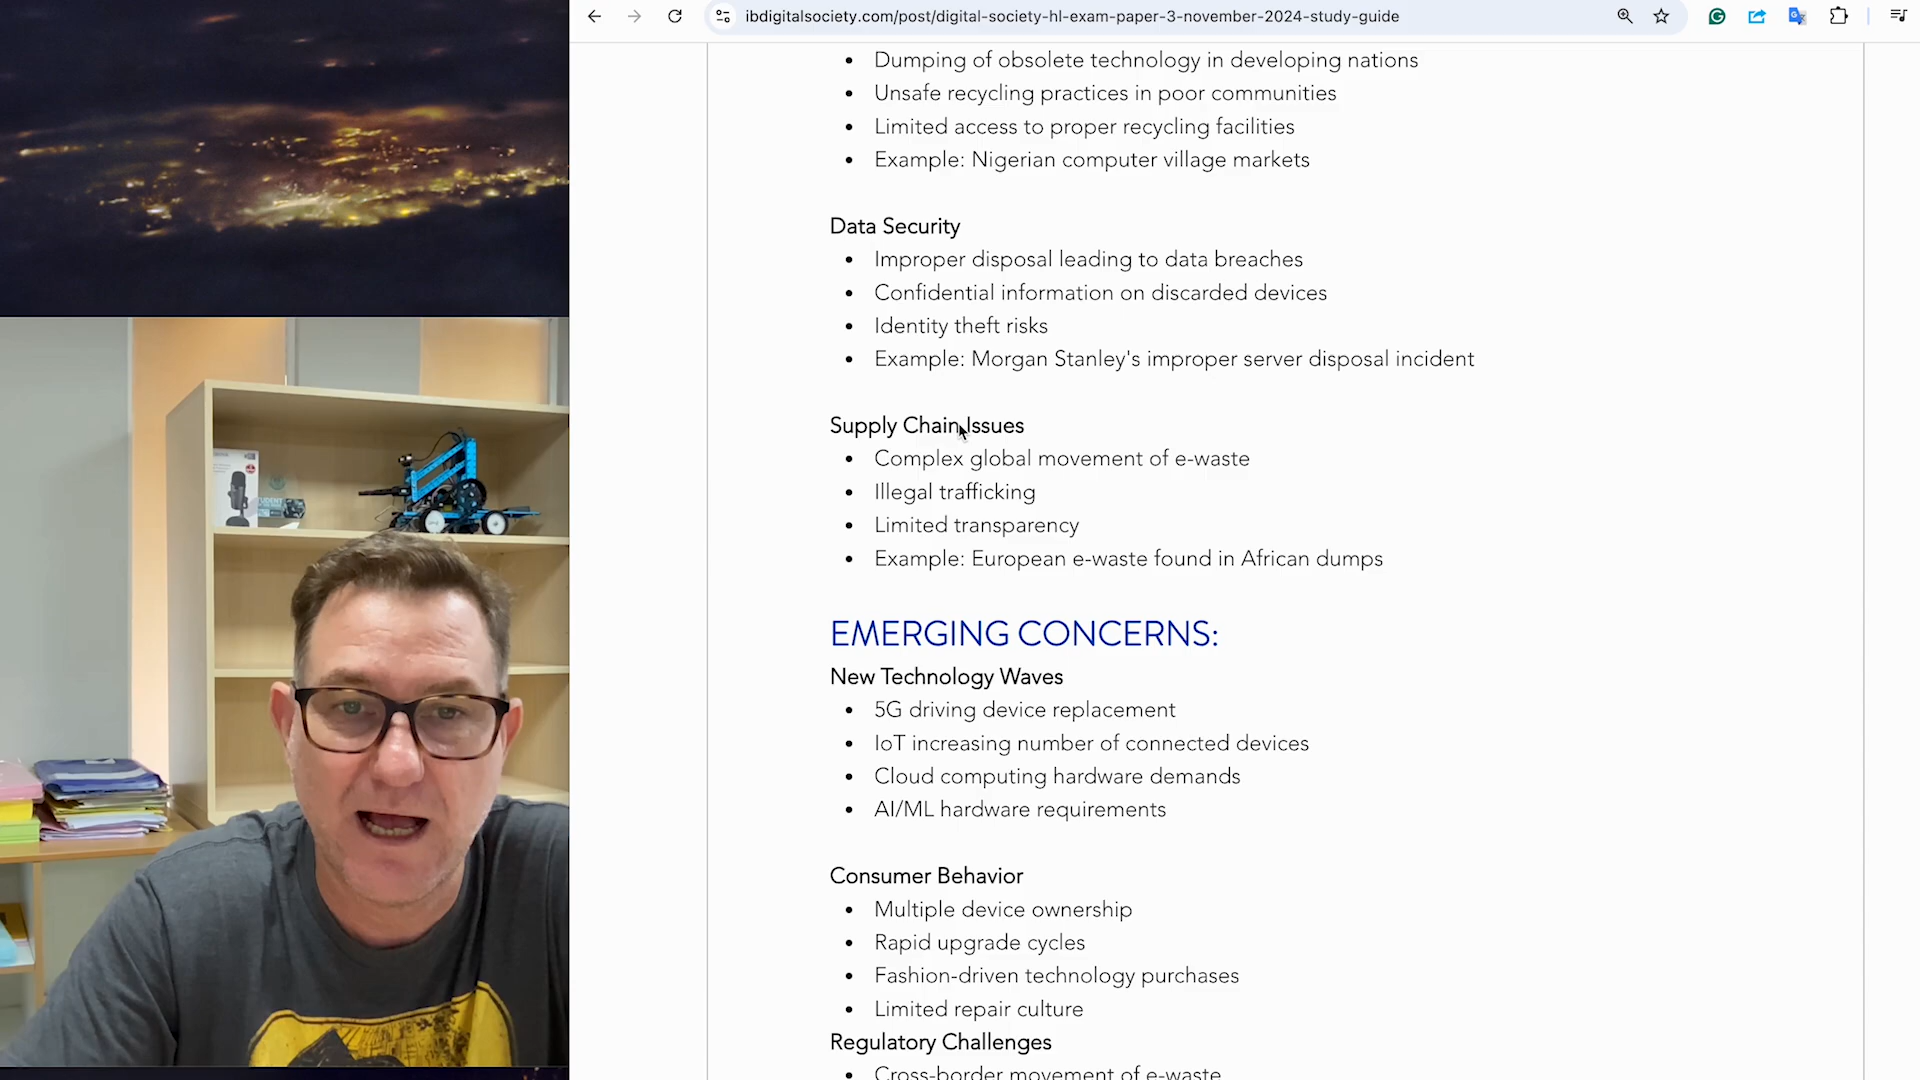 ibdigitalsociety.com/post/digital-society-hl-exam-paper-3-november-2024-study-guide
• Dumping of obsolete technology in developing nations
• Unsafe recycling practices in poor communities
• Limited access to proper recycling facilities
• Example: Nigerian computer village markets
Data Security
• Improper disposal leading to data breaches
• Confidential information on discarded devices
• Identity theft risks
• Example: Morgan Stanley's improper server disposal incident
Supply Chain Issues
• Complex global movement of e-waste
• Illegal trafficking
• Limited transparency
• Example: European e-waste found in African dumps
EMERGING CONCERNS:
New Technology Waves
• 5G driving device replacement
• IoT increasing number of connected devices
• Cloud computing hardware demands
• AI/ML hardware requirements
Consumer Behavior
• Multiple device ownership
• Rapid upgrade cycles
• Fashion-driven technology purchases
• Limited repair culture
Regulatory Challenges
• Cross-border movement of e-waste